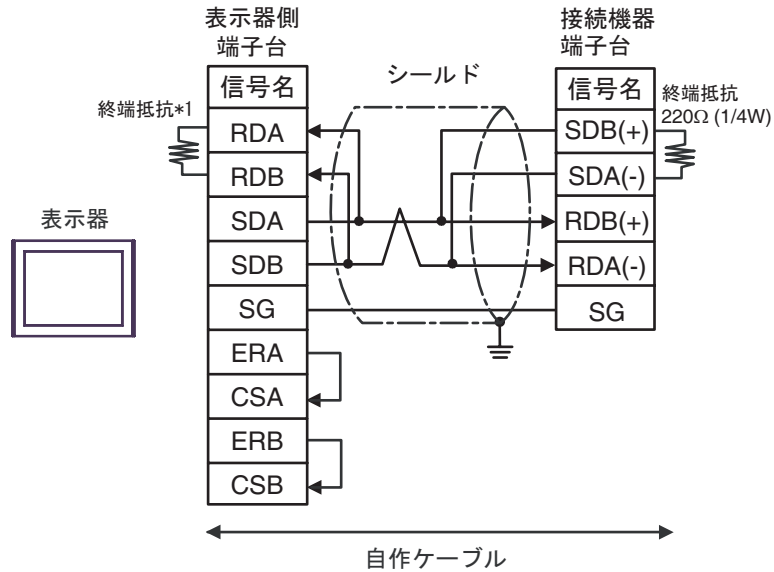 表示器側
端子台
接続機器
端子台
シールド
信号名
信号名
終端抵抗
220Ω (1/4W)
終端抵抗*1
RDA
SDB(+)
RDB
SDA(-)
表示器
SDA
RDB(+)
SDB
RDA(-)
SG
SG
ERA
CSA
ERB
CSB
自作ケーブル